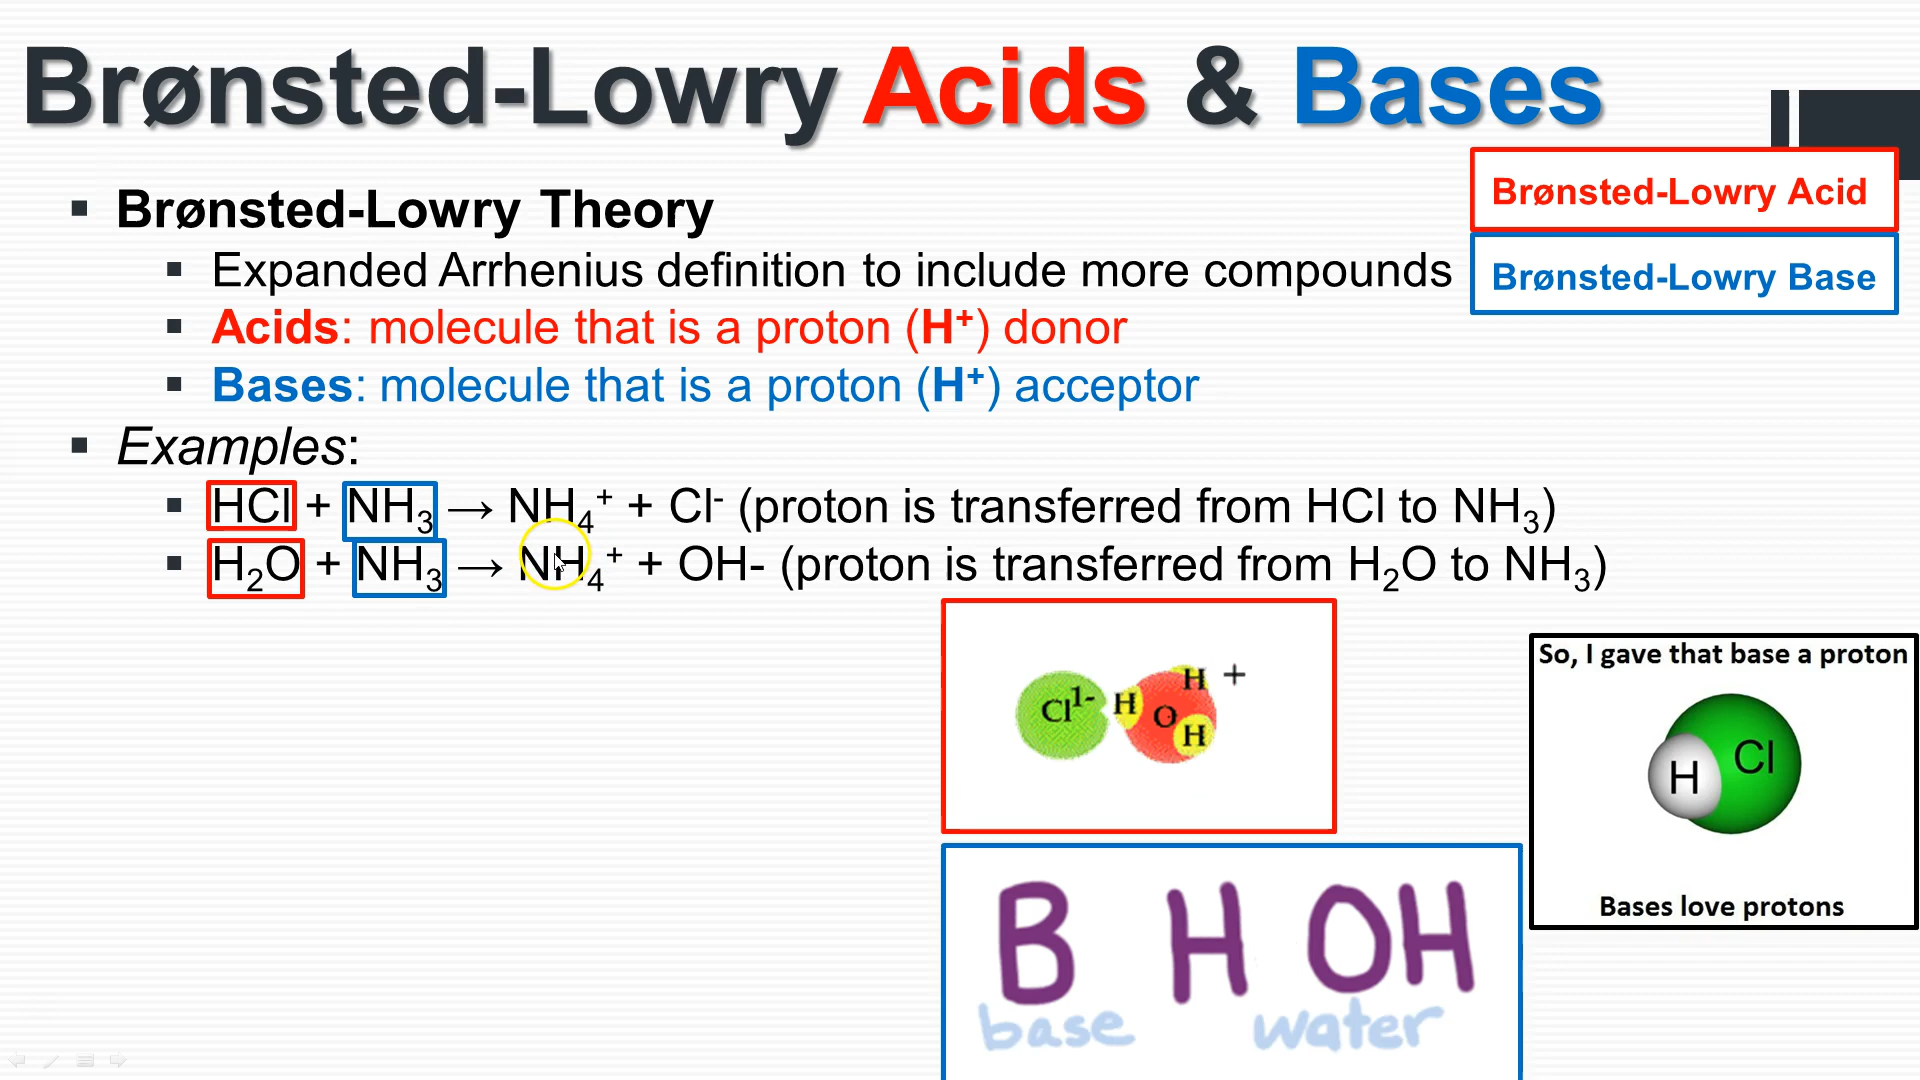 Brønsted-Lowry Acids & Bases
Brønsted-Lowry Acid
Brønsted-Lowry Base
▪ Brønsted-Lowry Theory
▪ Expanded Arrhenius definition to include more compounds
▪ Acids: molecule that is a proton (H⁺) donor
▪ Bases: molecule that is a proton (H⁺) acceptor
▪ Examples:
▪ HCl + NH₃ → NH₄⁺ + Cl⁻ (proton is transferred from HCl to NH₃)
▪ H₂O + NH₃ → NH₄⁺ + OH- (proton is transferred from H₂O to NH₃)
Cl¹⁻ H O H H +
So, I gave that base a proton
H Cl
Bases love protons
B H OH
base water